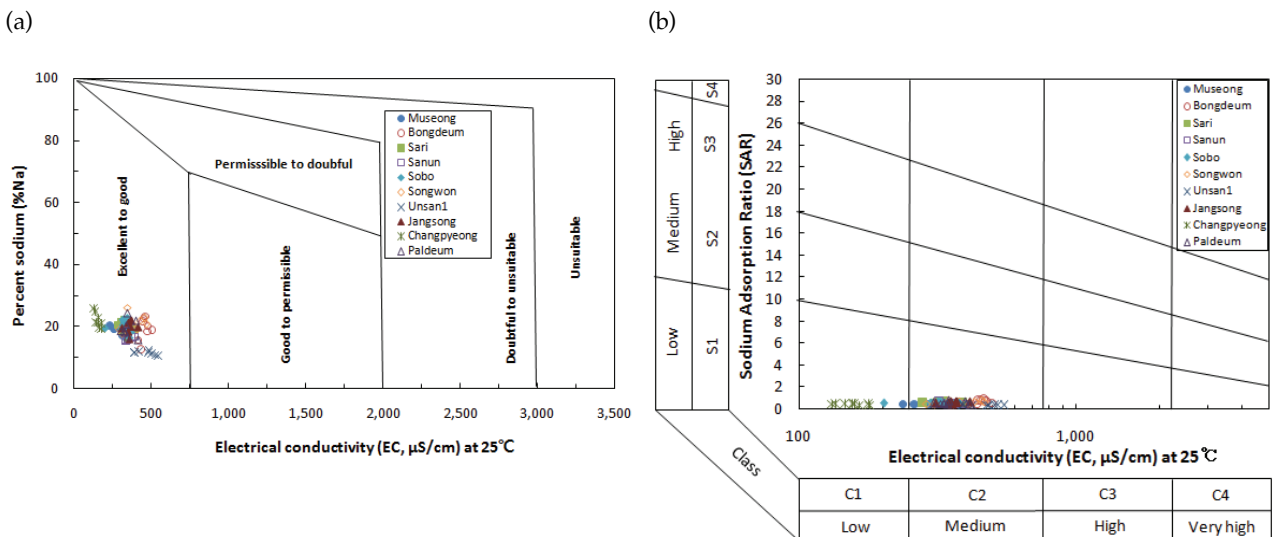 (a)
100
80
60
40
20
0
Percent sodium (%Na)
0
500
1,000
1,500
2,000
2,500
3,000
3,500
Electrical conductivity (EC, µS/cm) at 25℃
Excellent to good
Permisssible to doubful
Good to permissible
Doubtful to unsuitable
Unsuitable
Museong
Bongdeum
Sari
Sanun
Sobo
Songwon
Unsan1
Jangsong
Changpyeong
Paldeum
(b)
S4
High
S3
Medium
S2
Low
S1
Class
Sodium Adsorption Ratio (SAR)
30
28
26
24
22
20
18
16
14
12
10
8
6
4
2
0
100
1,000
Electrical conductivity (EC, µS/cm) at 25℃
Museong
Bongdeum
Sari
Sanun
Sobo
Songwon
Unsan1
Jangsong
Changpyeong
Paldeum
C1
C2
C3
C4
Low
Medium
High
Very high